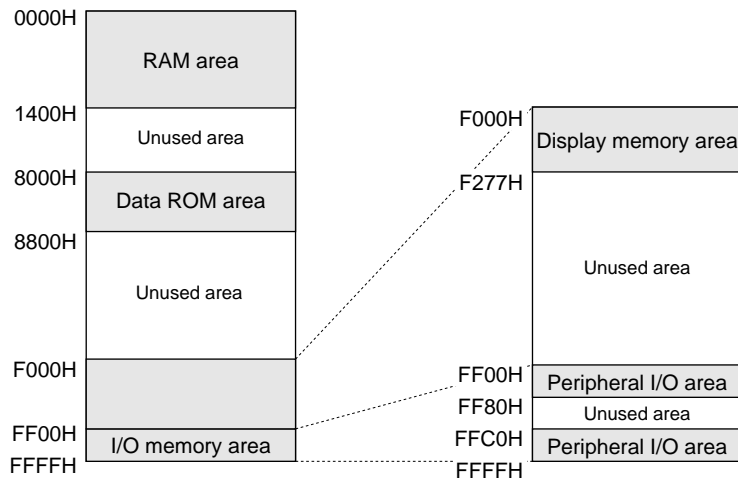 0000H
RAM area
1400H
Unused area
8000H
Data ROM area
8800H
Unused area
F000H
FF00H
I/O memory area
FFFFH
F000H
Display memory area
F277H
Unused area
FF00H
Peripheral I/O area
FF80H
Unused area
FFC0H
Peripheral I/O area
FFFFH